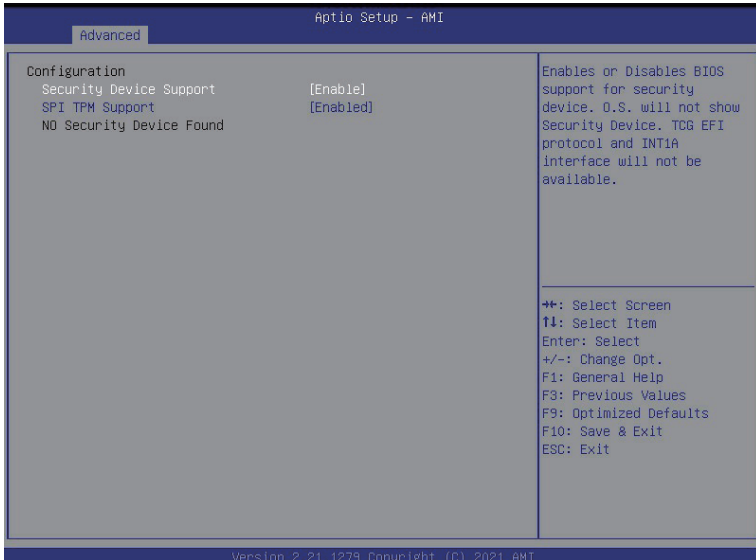 Aptio Setup – AMI
Advanced
Configuration
Security Device Support [Enable]
SPI TPM Support [Enabled]
NO Security Device Found
Enables or Disables BIOS
support for security
device. O.S. will not show
Security Device. TCG EFI
protocol and INT1A
interface will not be
available.
→←: Select Screen
↑↓: Select Item
Enter: Select
+/-: Change Opt.
F1: General Help
F3: Previous Values
F9: Optimized Defaults
F10: Save & Exit
ESC: Exit
Version 2.21.1279 Copyright (C) 2021 AMI